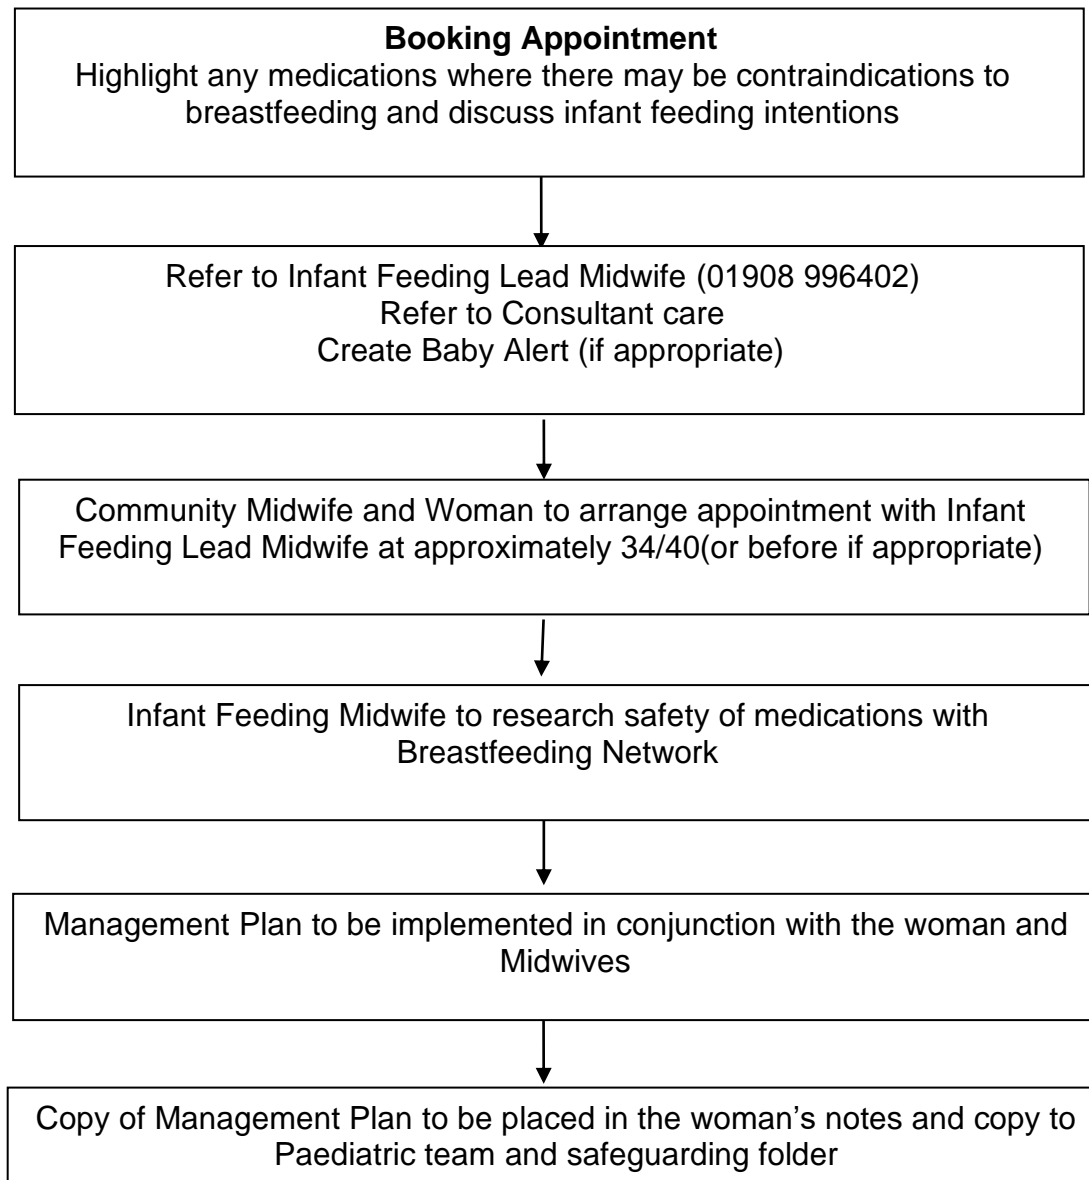 Booking Appointment
Highlight any medications where there may be contraindications to
breastfeeding and discuss infant feeding intentions
Refer to Infant Feeding Lead Midwife (01908 996402)
Refer to Consultant care
Create Baby Alert (if appropriate)
Community Midwife and Woman to arrange appointment with Infant
Feeding Lead Midwife at approximately 34/40(or before if appropriate)
Infant Feeding Midwife to research safety of medications with
Breastfeeding Network
Management Plan to be implemented in conjunction with the woman and
Midwives
Copy of Management Plan to be placed in the woman’s notes and copy to
Paediatric team and safeguarding folder